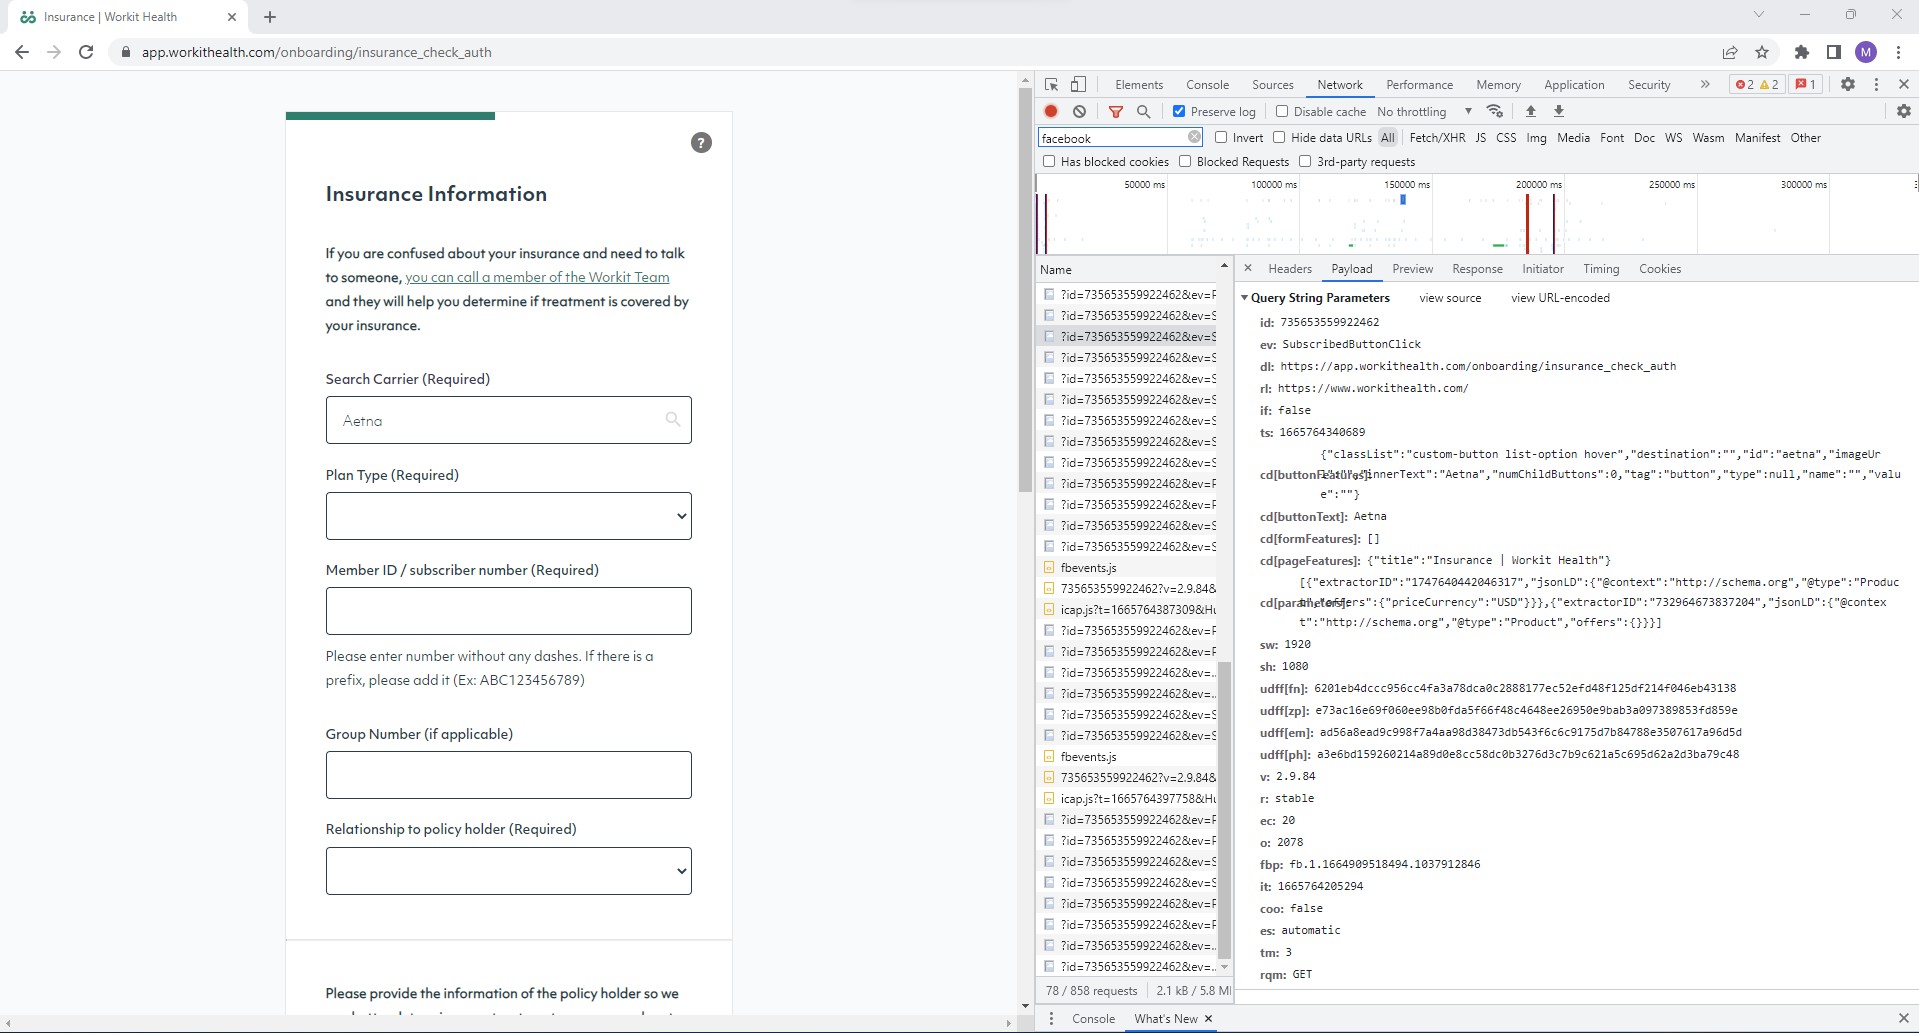 Insurance | Workit Health
app.workithealth.com/onboarding/insurance_check_auth
M
?
Insurance Information
If you are confused about your insurance and need to talk
to someone, you can call a member of the Workit Team
and they will help you determine if treatment is covered by
your insurance.
Search Carrier (Required)
Aetna
Plan Type (Required)
Member ID / subscriber number (Required)
Please enter number without any dashes. If there is a
prefix, please add it (Ex: ABC123456789)
Group Number (if applicable)
Relationship to policy holder (Required)
Please provide the information of the policy holder so we
Elements Console Sources Network Performance Memory Application Security 2 2 1
Preserve log Disable cache No throttling
facebook Invert Hide data URLs All Fetch/XHR JS CSS Img Media Font Doc WS Wasm Manifest Other
Has blocked cookies Blocked Requests 3rd-party requests
50000 ms 100000 ms 150000 ms 200000 ms 250000 ms 300000 ms
Name
?id=735653559922462&ev=P
?id=735653559922462&ev=S
?id=735653559922462&ev=S
?id=735653559922462&ev=S
?id=735653559922462&ev=S
?id=735653559922462&ev=S
?id=735653559922462&ev=S
?id=735653559922462&ev=S
?id=735653559922462&ev=S
?id=735653559922462&ev=P
?id=735653559922462&ev=P
?id=735653559922462&ev=S
?id=735653559922462&ev=S
fbevents.js
735653559922462?v=2.9.84&
icap.js?t=1665764387309&Hu
?id=735653559922462&ev=P
?id=735653559922462&ev=P
?id=735653559922462&ev=...
?id=735653559922462&ev=...
?id=735653559922462&ev=S
?id=735653559922462&ev=S
fbevents.js
735653559922462?v=2.9.84&
icap.js?t=1665764397758&Hu
?id=735653559922462&ev=P
?id=735653559922462&ev=P
?id=735653559922462&ev=S
?id=735653559922462&ev=S
?id=735653559922462&ev=P
?id=735653559922462&ev=P
?id=735653559922462&ev=...
?id=735653559922462&ev=...
78 / 858 requests 2.1 kB / 5.8 M
Headers Payload Preview Response Initiator Timing Cookies
Query String Parameters view source view URL-encoded
id: 735653559922462
ev: SubscribedButtonClick
dl: https://app.workithealth.com/onboarding/insurance_check_auth
rl: https://www.workithealth.com/
if: false
ts: 1665764340689
{"classList":"custom-button list-option hover","destination":"","id":"aetna","imageUr
cd[buttonFeatures]: l":"","innerText":"Aetna","numChildButtons":0,"tag":"button","type":null,"name":"","valu
e":""}
cd[buttonText]: Aetna
cd[formFeatures]: []
cd[pageFeatures]: {"title":"Insurance | Workit Health"}
[{"extractorID":"1747640442046317","jsonLD":{"@context":"http://schema.org","@type":"Produc
cd[parameters]: t","offers":{"priceCurrency":"USD"}}},{"extractorID":"732964673837204","jsonLD":{"@contex
t":"http://schema.org","@type":"Product","offers":{}}}]
sw: 1920
sh: 1080
udff[fn]: 6201eb4dccc956cc4fa3a78dca0c2888177ec52efd48f125df214f046eb43138
udff[zp]: e73ac16e69f060ee98b0fda5f66f48c4648ee26950e9bab3a097389853fd859e
udff[em]: ad56a8ead9c998f7a4aa98d38473db543f6c6c9175d7b84788e3507617a96d5d
udff[ph]: a3e6bd159260214a89d0e8cc58dc0b3276d3c7b9c621a5c695d62a2d3ba79c48
v: 2.9.84
r: stable
ec: 20
o: 2078
fbp: fb.1.1664909518494.1037912846
it: 1665764205294
coo: false
es: automatic
tm: 3
rqm: GET
Console What's New